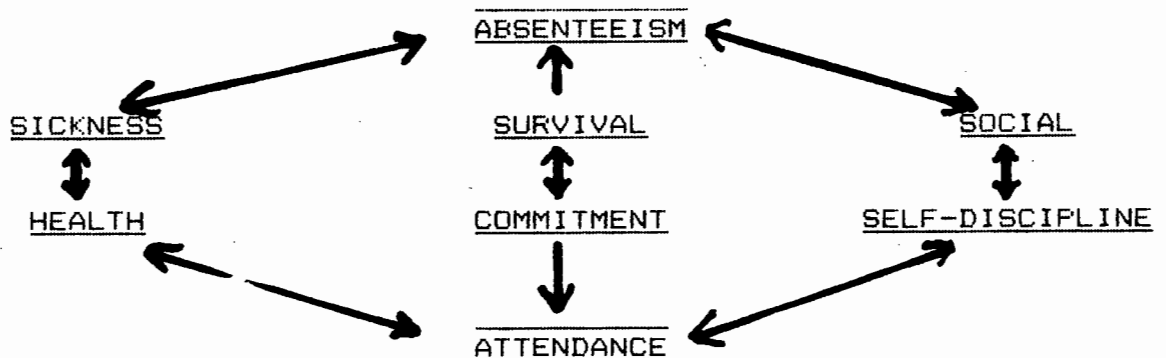 ABSENTEEISM
SICKNESS SURVIVAL SOCIAL
HEALTH COMMITMENT SELF-DISCIPLINE
ATTENDANCE